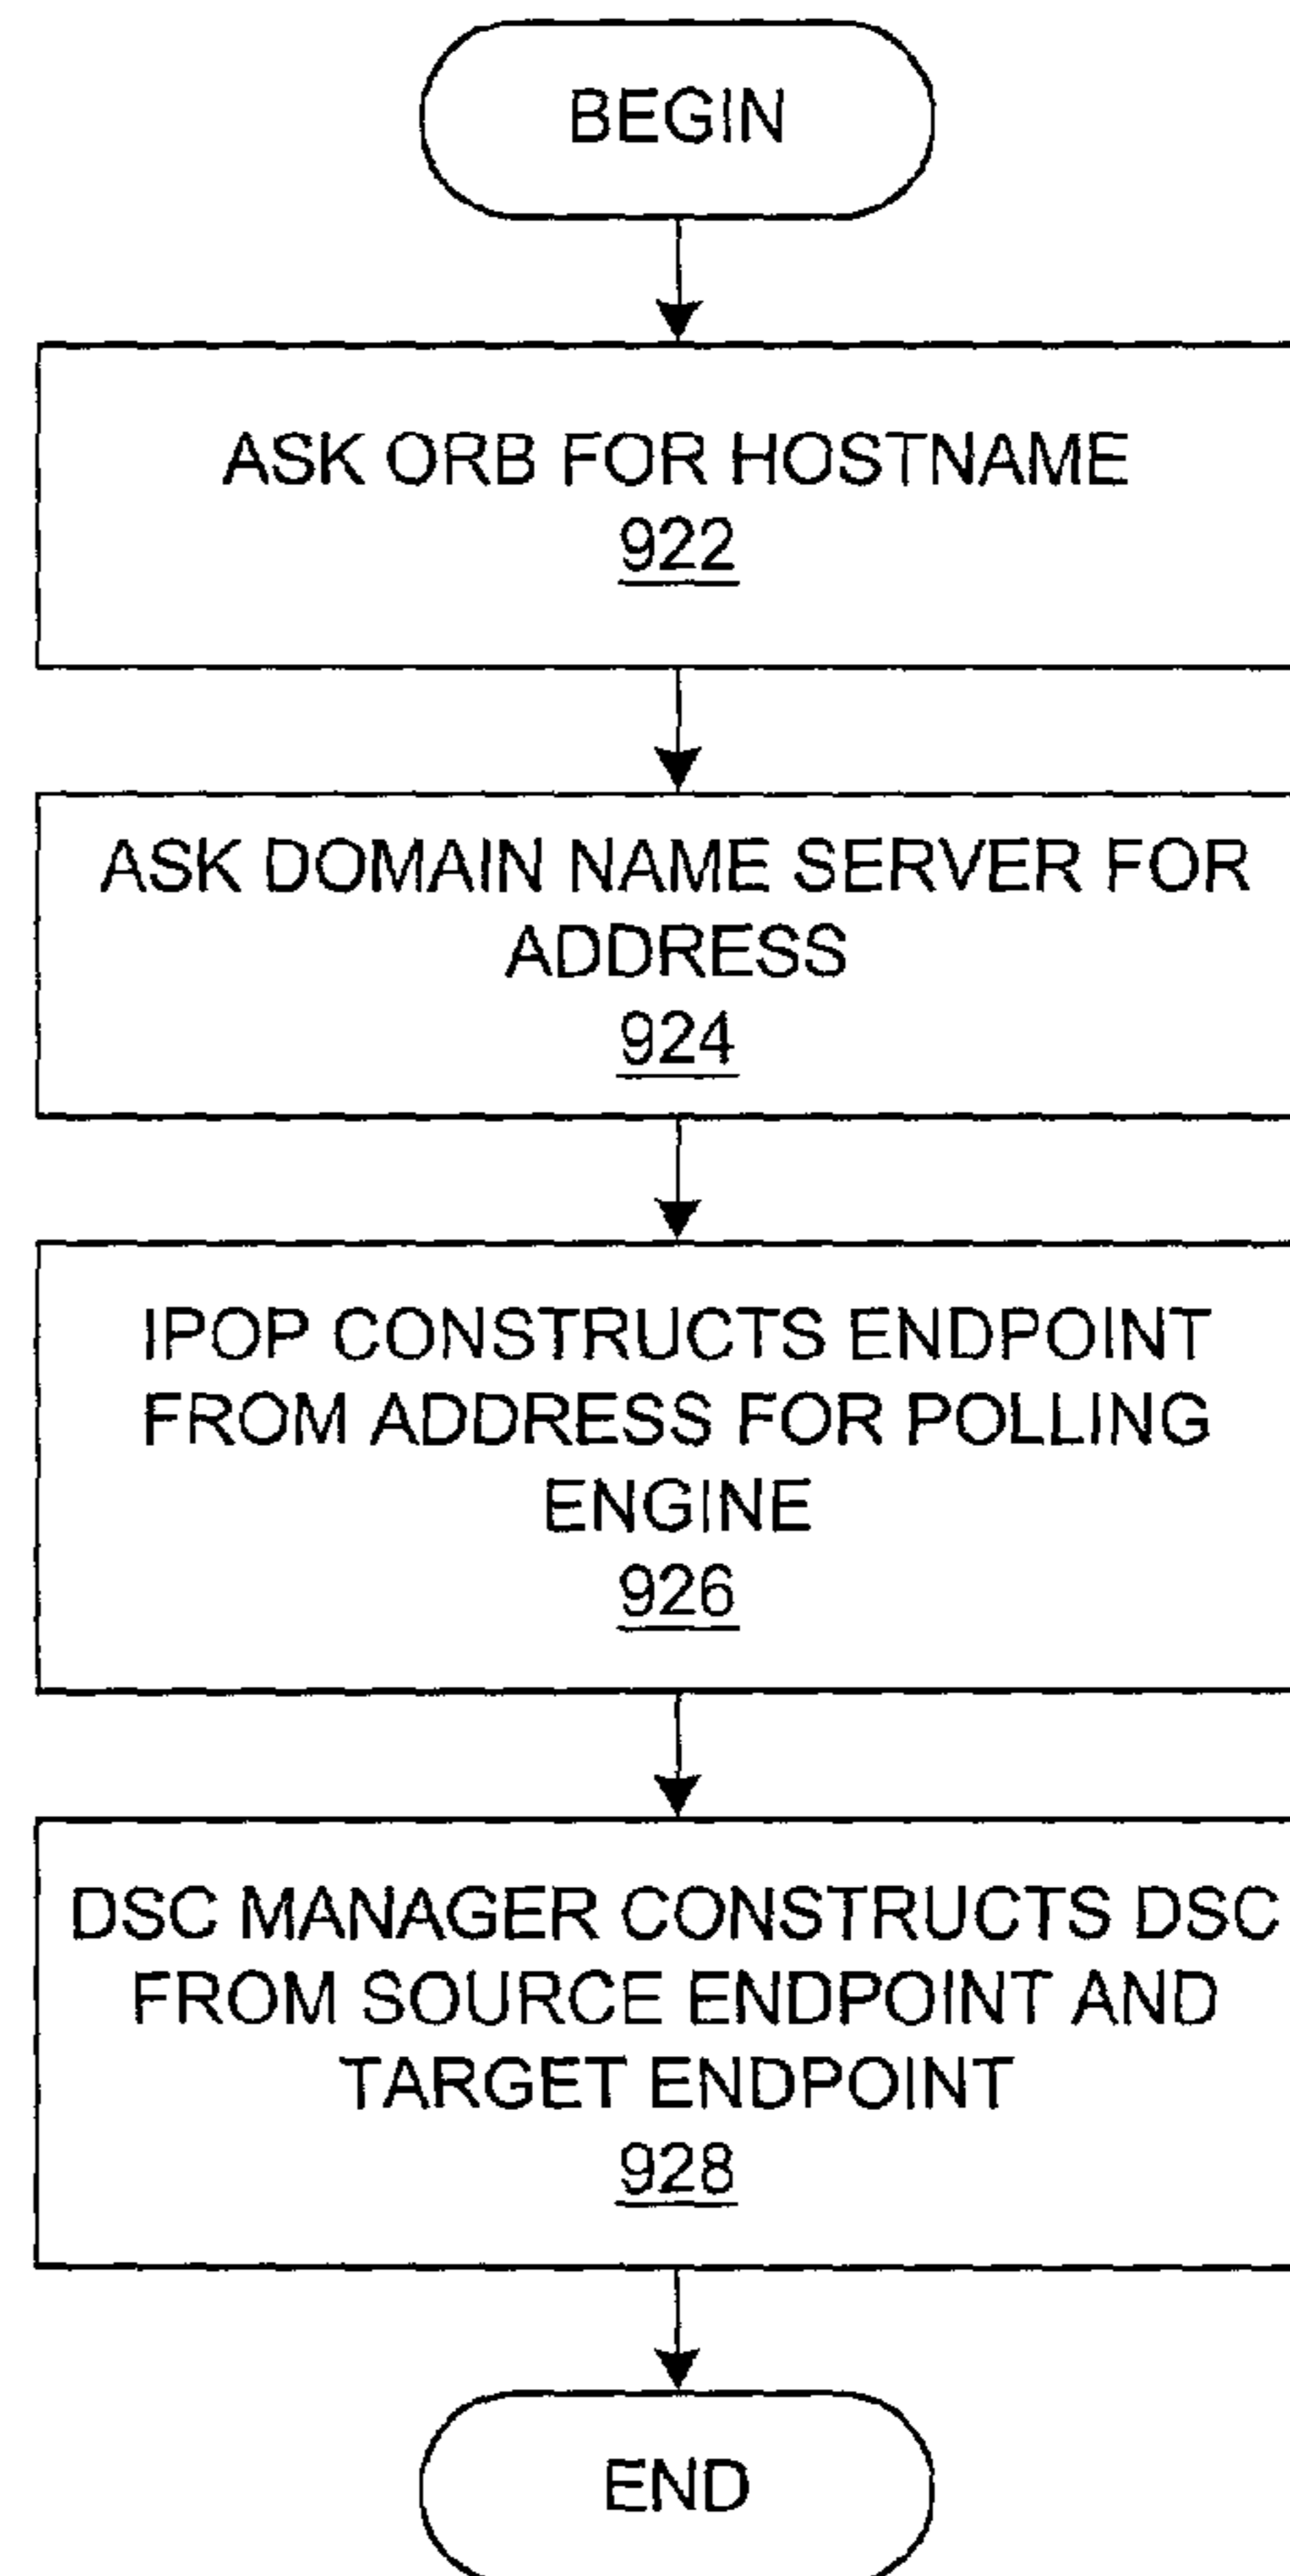 BEGIN
ASK ORB FOR HOSTNAME
922
ASK DOMAIN NAME SERVER FOR
ADDRESS
924
IPOP CONSTRUCTS ENDPOINT
FROM ADDRESS FOR POLLING
ENGINE
926
DSC MANAGER CONSTRUCTS DSC
FROM SOURCE ENDPOINT AND
TARGET ENDPOINT
928
END